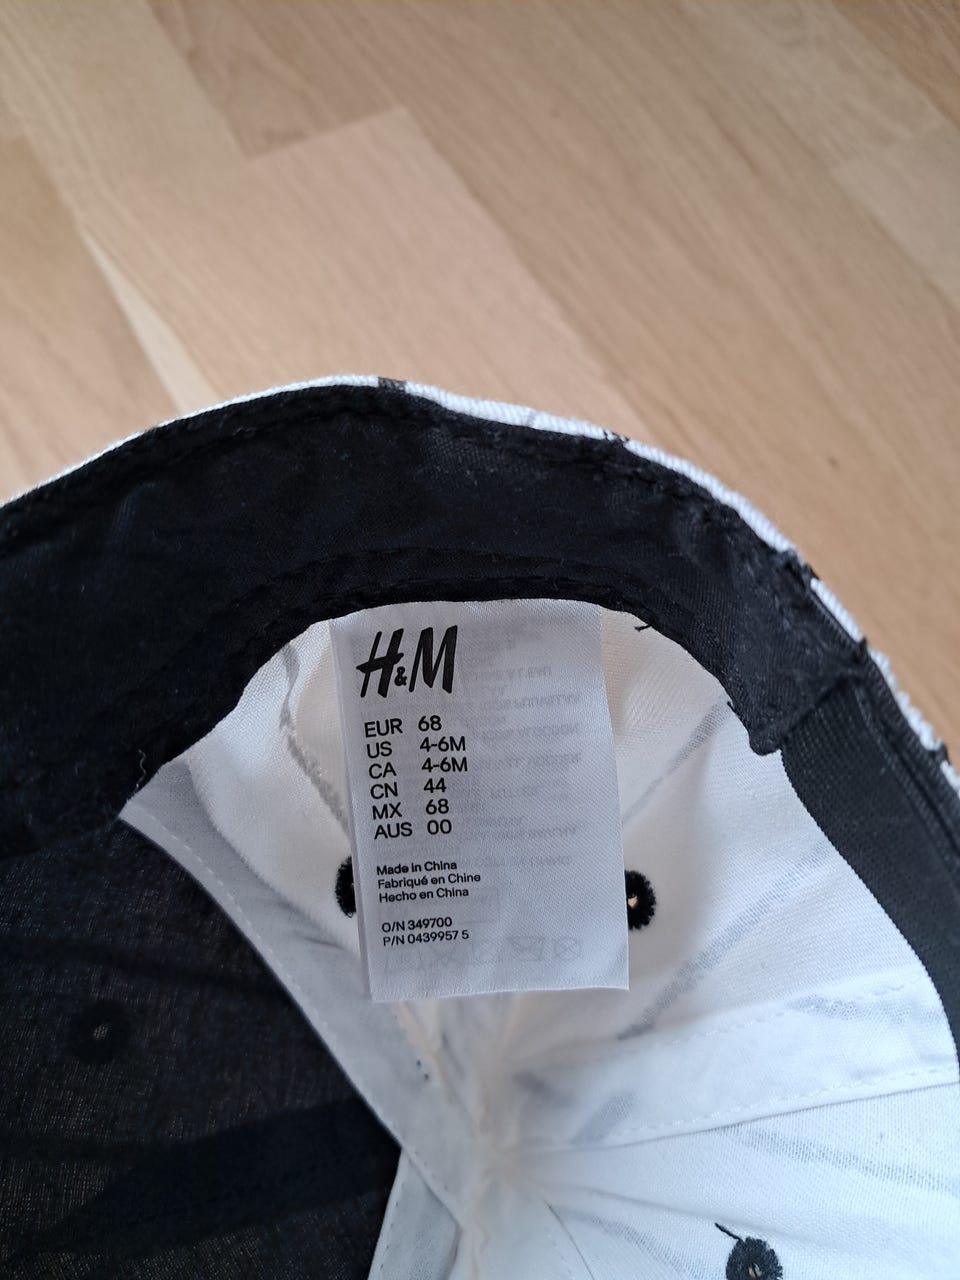 H&M
EUR 68
US 4-6M
CA 4-6M
CN 44
MX 68
AUS 00
Made in China
Fabriqué en Chine
Hecho en China
O/N 349700
P/N 0439957 5